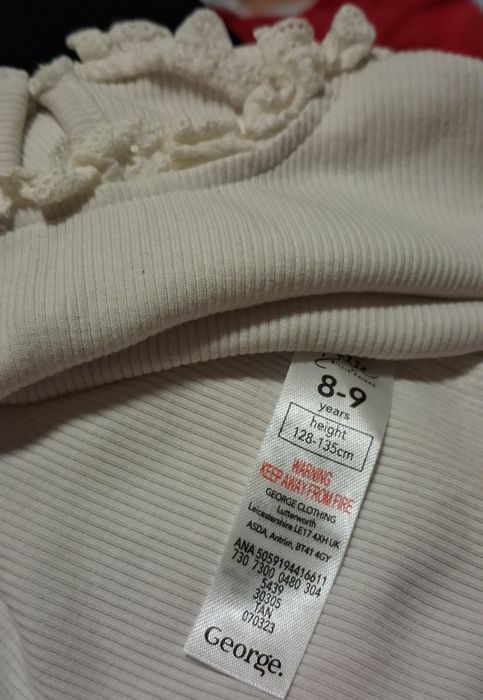 8-9
years
height
128-135cm
WARNING
KEEP AWAY FROM FIRE
GEORGE CLOTHING
Lutterworth
Leicestershire LE17 4XH UK
ASDA, Antrim, BT41 4GY
ANA 5059194416611
730 7300 0480 304
5439
30305
TAN
070323
George.